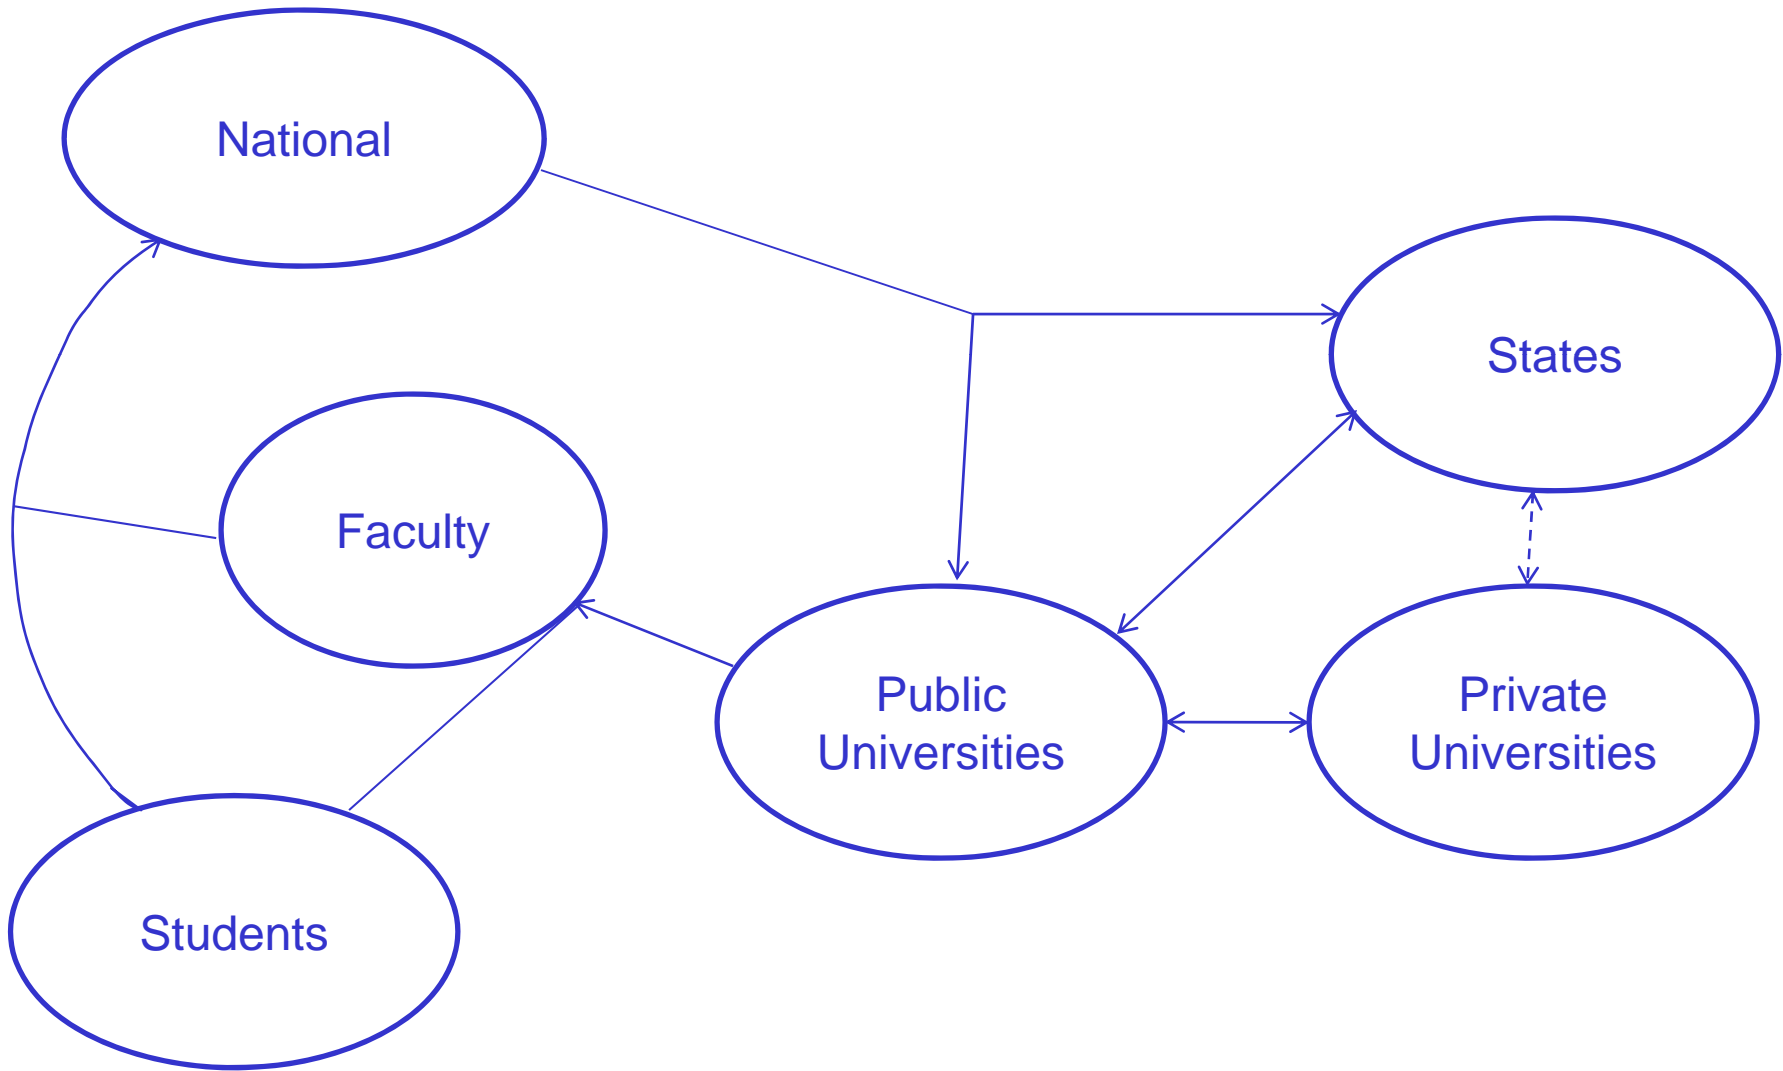 National
States
Faculty
Public
Universities
Private
Universities
Students